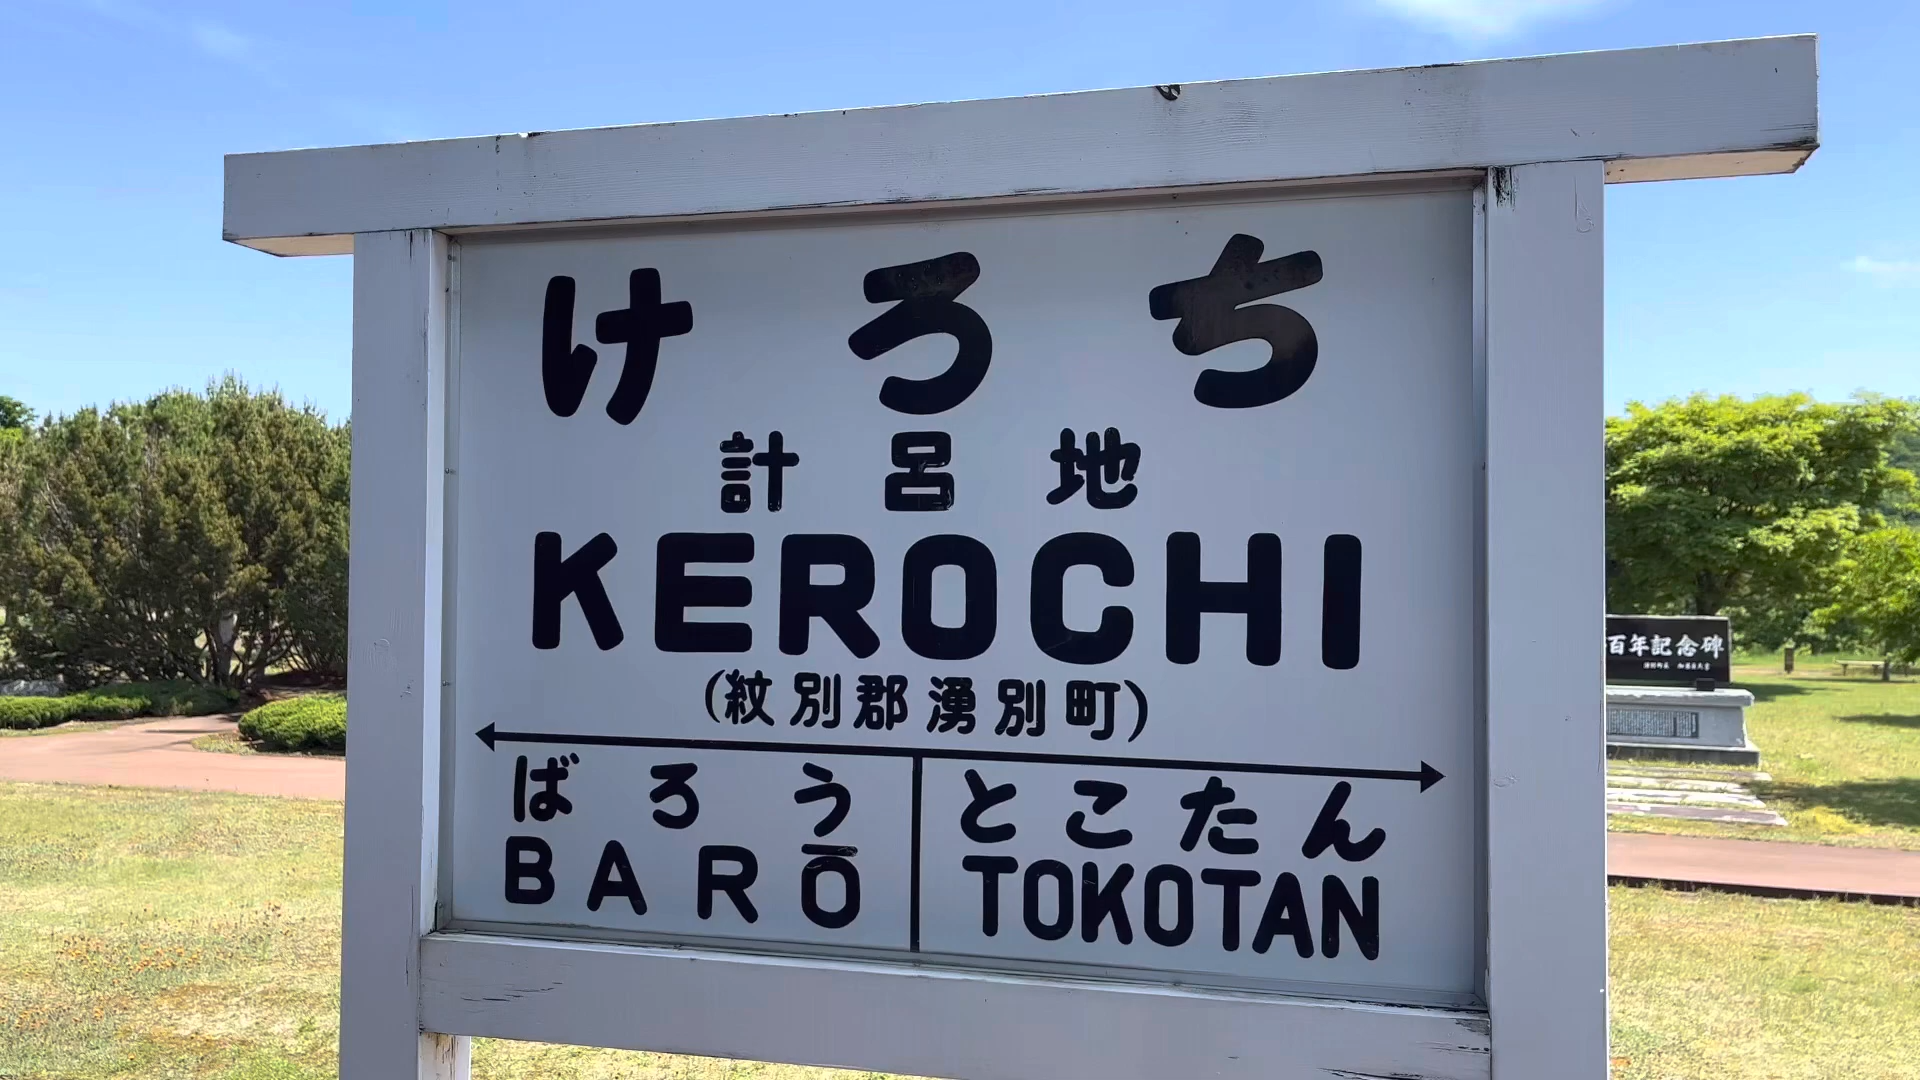 けろち
計呂地
KEROCHI
(紋別郡湧別町)
ばろう とこたん
BARŌ TOKOTAN
百年記念碑